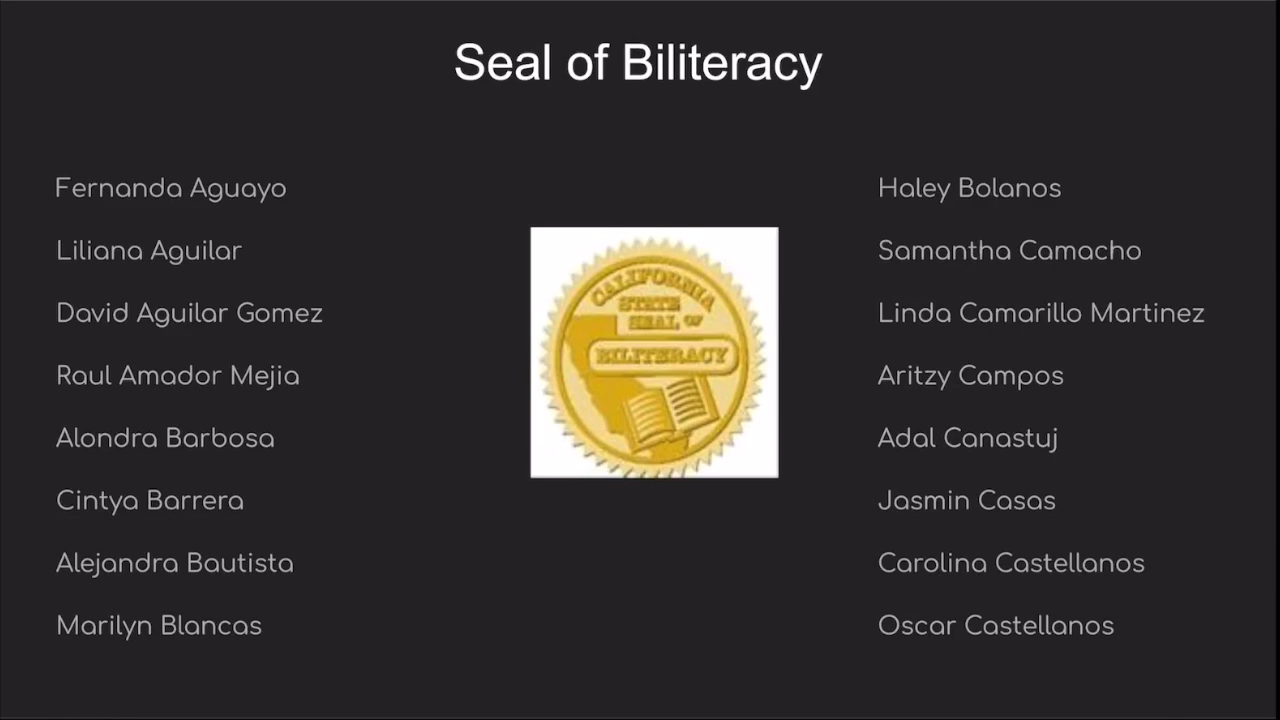 Seal of Biliteracy
Fernanda Aguayo
Liliana Aguilar
David Aguilar Gomez
Raul Amador Mejia
Alondra Barbosa
Cintya Barrera
Alejandra Bautista
Marilyn Blancas
CALIFORNIA
STATE
SEAL OF
BILITERACY
Haley Bolanos
Samantha Camacho
Linda Camarillo Martinez
Aritzy Campos
Adal Canastuj
Jasmin Casas
Carolina Castellanos
Oscar Castellanos